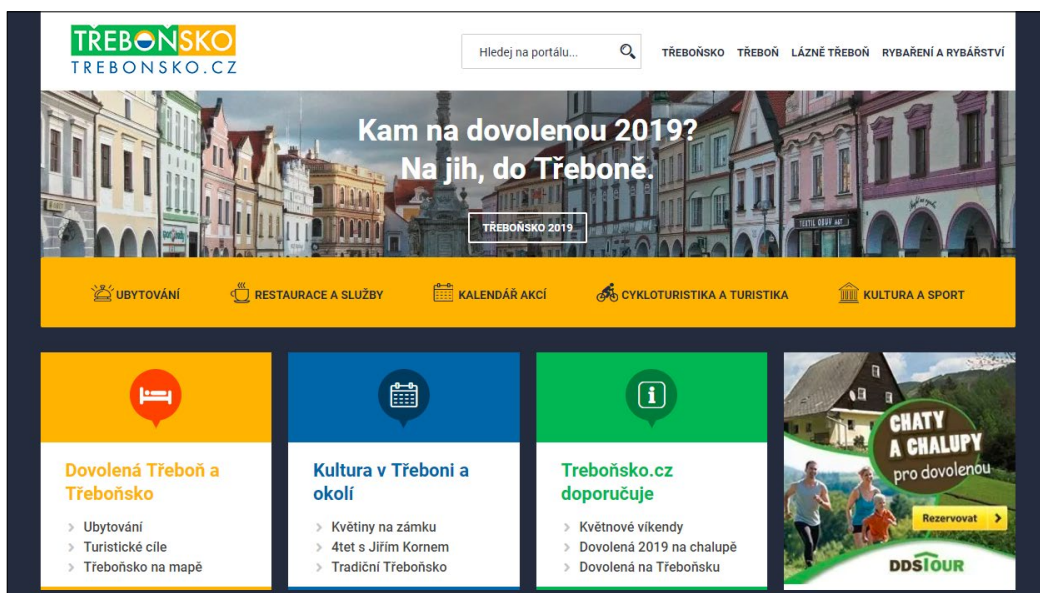 TŘEBOŇSKO
TREBONSKO.CZ
Hledej na portálu...
TŘEBOŇSKO TŘEBOŇ LÁZNĚ TŘEBOŇ RYBAŘENÍ A RYBÁŘSTVÍ
Kam na dovolenou 2019?
Na jih, do Třeboně.
TŘEBOŇSKO 2019
TEXTIL OBUV
UBYTOVÁNÍ RESTAURACE A SLUŽBY KALENDÁŘ AKCÍ CYKLOTURISTIKA A TURISTIKA KULTURA A SPORT
Dovolená Třeboň a
Třeboňsko
Ubytování
Turistické cíle
Třeboňsko na mapě
Kultura v Třeboni a
okolí
Květiny na zámku
4tet s Jiřím Kornem
Tradiční Třeboňsko
Treboňsko.cz
doporučuje
Květnové víkendy
Dovolená 2019 na chalupě
Dovolená na Třeboňsku
CHATY
A CHALUPY
pro dovolenou
Rezervovat
DDSTOUR